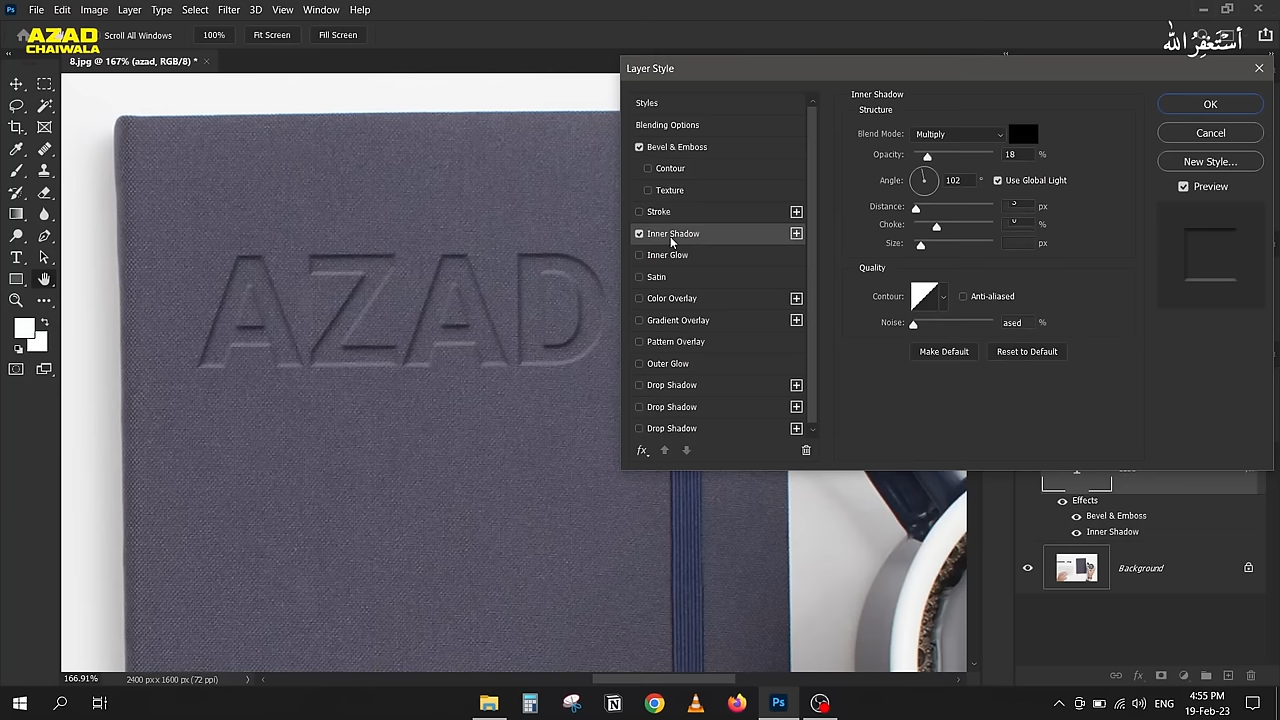 Ps File Edit Image Layer Type Select Filter 3D View Window Help
AZAD
CHAIWALA
Scroll All Windows 100% Fit Screen Fill Screen
أستغفر الله
8.jpg @ 167% (azad, RGB/8) *
Layer Style
Styles
Blending Options
Bevel & Emboss
Contour
Texture
Stroke
Inner Shadow
Inner Glow
Satin
Color Overlay
Gradient Overlay
Pattern Overlay
Outer Glow
Drop Shadow
Drop Shadow
Drop Shadow
fx
Inner Shadow
Structure
Blend Mode: Multiply
Opacity: 18 %
Angle: 102 ° Use Global Light
Distance: px
Choke: %
Size: px
Quality
Contour: Anti-aliased
Noise: ased %
Make Default Reset to Default
OK
Cancel
New Style...
Preview
AZAD
Effects
Bevel & Emboss
Inner Shadow
Background
fx
166.91% 2400 px x 1600 px (72 ppi)
Ps ENG
4:55 PM
19-Feb-23